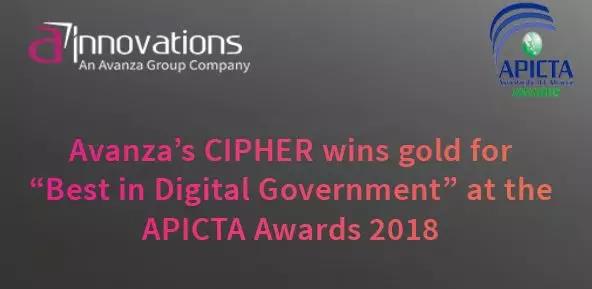 a innovations
An Avanza Group Company
APICTA
Avanza's CIPHER wins gold for
“Best in Digital Government” at the
APICTA Awards 2018